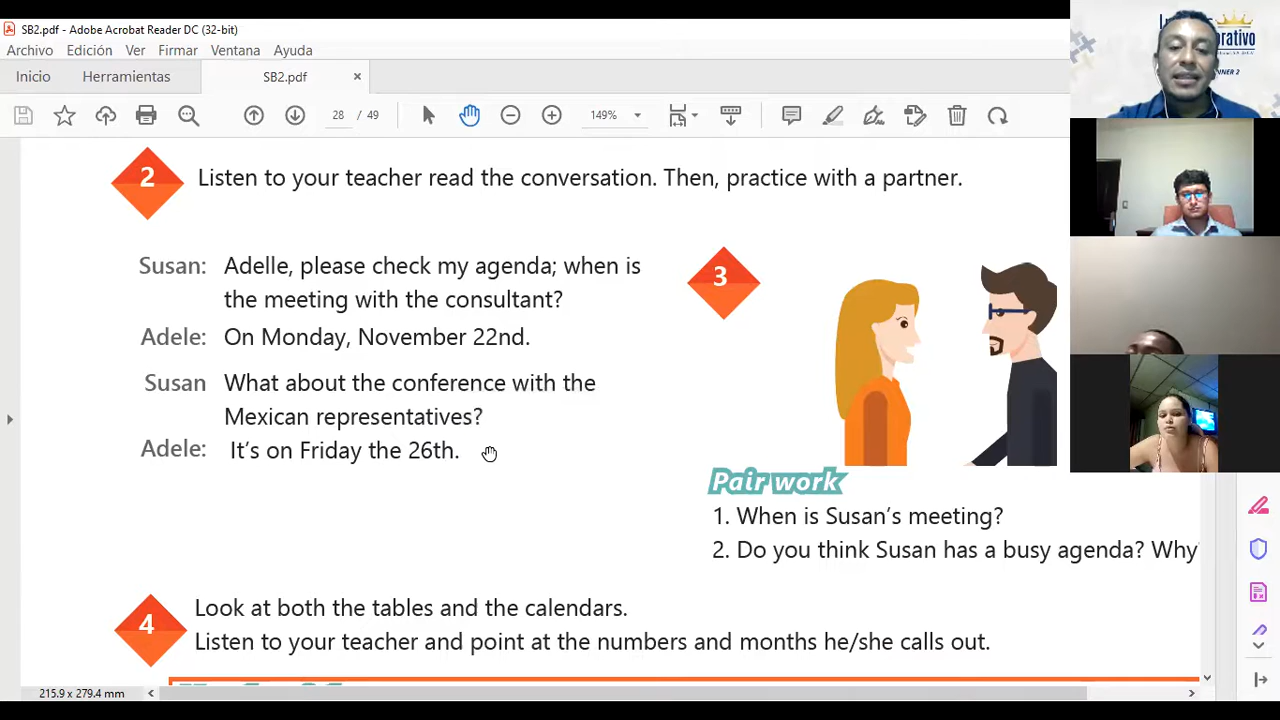 SB2.pdf - Adobe Acrobat Reader DC (32-bit)
Archivo Edición Ver Firmar Ventana Ayuda
Inicio Herramientas SB2.pdf ×
28 / 49 149%
2 Listen to your teacher read the conversation. Then, practice with a partner.
Susan: Adelle, please check my agenda; when is
the meeting with the consultant?
Adele: On Monday, November 22nd.
Susan What about the conference with the
Mexican representatives?
Adele: It's on Friday the 26th.
3
Pair work
1. When is Susan's meeting?
2. Do you think Susan has a busy agenda? Why
4 Look at both the tables and the calendars.
Listen to your teacher and point at the numbers and months he/she calls out.
215.9 x 279.4 mm